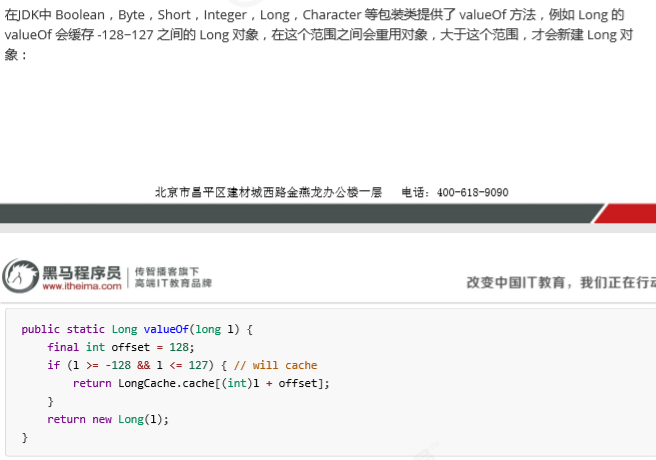 在JDK中 Boolean，Byte，Short，Integer，Long，Character 等包装类提供了 valueOf 方法，例如 Long 的
valueOf 会缓存 -128~127 之间的 Long 对象，在这个范围之间会重用对象，大于这个范围，才会新建 Long 对
象：
北京市昌平区建材城西路金燕龙办公楼一层 电话：400-618-9090
黑马程序员
www.itheima.com
传智播客旗下
高端IT教育品牌
改变中国IT教育，我们正在行动
public static Long valueOf(long l) {
final int offset = 128;
if (l >= -128 && l <= 127) { // will cache
return LongCache.cache[(int)l + offset];
}
return new Long(l);
}